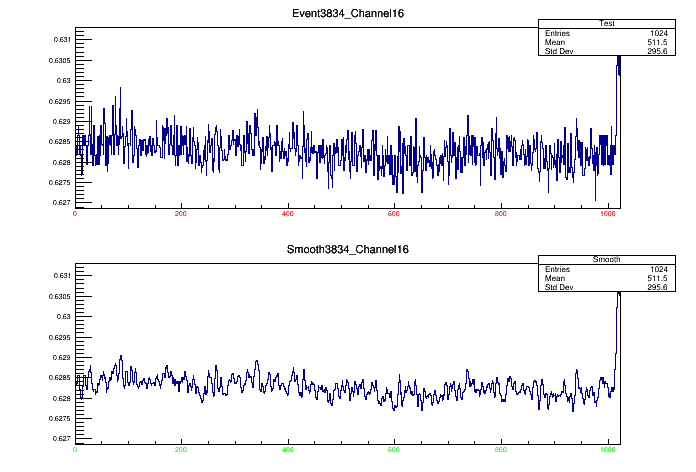 Event3834_Channel16
Test
Entries 1024
Mean 511.5
Std Dev 295.6
0.631
0.6305
0.63
0.6295
0.629
0.6285
0.628
0.6275
0.627
0 200 400 600 800 1000
Smooth3834_Channel16
Smooth
Entries 1024
Mean 511.5
Std Dev 295.6
0.631
0.6305
0.63
0.6295
0.629
0.6285
0.628
0.6275
0.627
0 200 400 600 800 1000